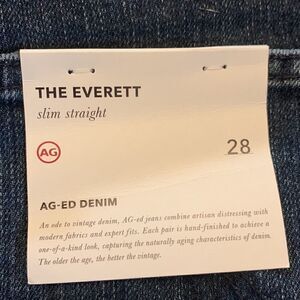 THE EVERETT
slim straight
AG
28
AG-ED DENIM
An ode to vintage denim, AG-ed jeans combine artisan distressing with
modern fabrics and expert fits. Each pair is hand-finished to achieve a
one-of-a-kind look, capturing the naturally aging characteristics of denim.
The older the age, the better the vintage.